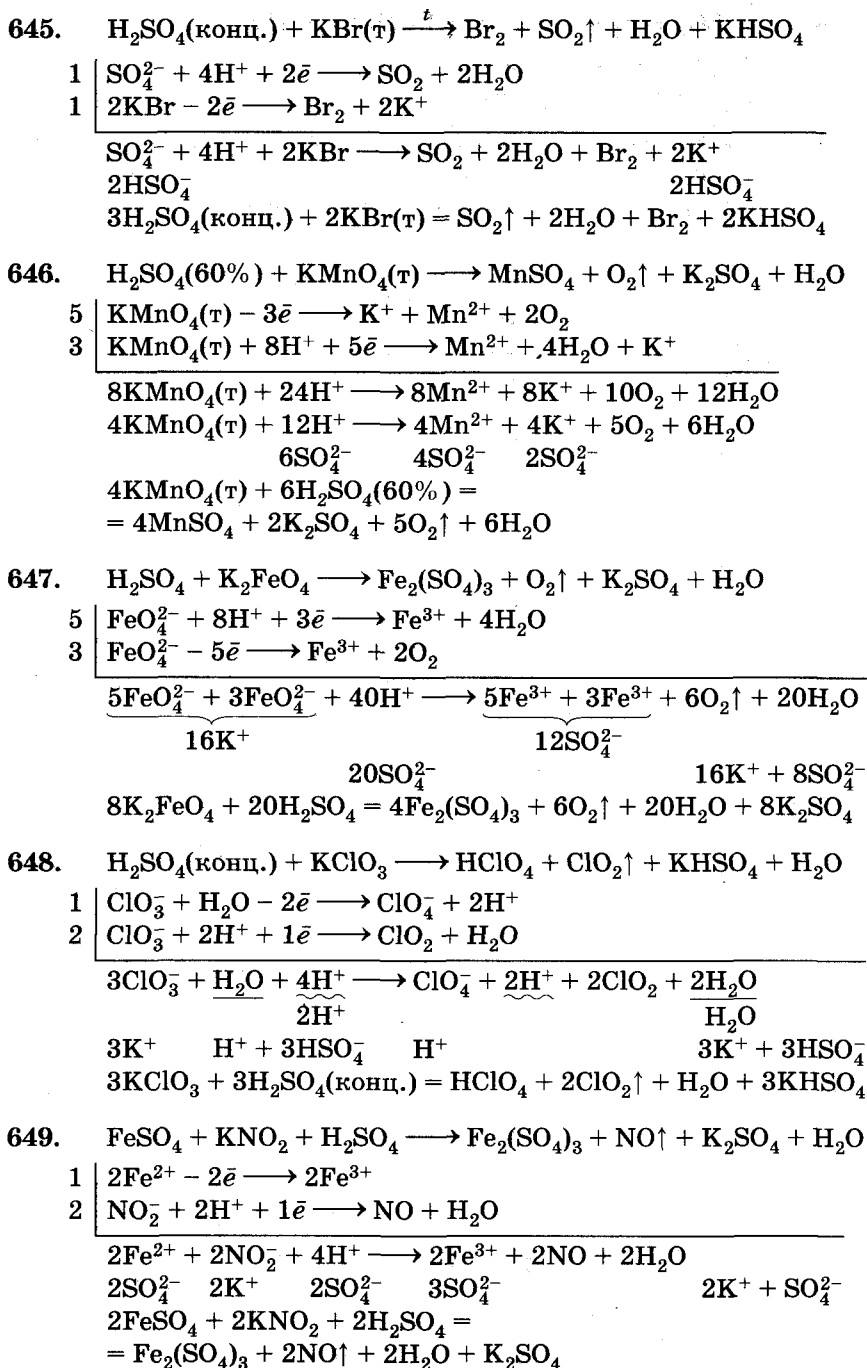 645. H₂SO₄(конц.) + KBr(т) —t→ Br₂ + SO₂↑ + H₂O + KHSO₄
1 | SO₄²⁻ + 4H⁺ + 2ē ⟶ SO₂ + 2H₂O
1 | 2KBr − 2ē ⟶ Br₂ + 2K⁺
SO₄²⁻ + 4H⁺ + 2KBr ⟶ SO₂ + 2H₂O + Br₂ + 2K⁺
2HSO₄⁻ 2HSO₄⁻
3H₂SO₄(конц.) + 2KBr(т) = SO₂↑ + 2H₂O + Br₂ + 2KHSO₄
646. H₂SO₄(60%) + KMnO₄(т) ⟶ MnSO₄ + O₂↑ + K₂SO₄ + H₂O
5 | KMnO₄(т) − 3ē ⟶ K⁺ + Mn²⁺ + 2O₂
3 | KMnO₄(т) + 8H⁺ + 5ē ⟶ Mn²⁺ + 4H₂O + K⁺
8KMnO₄(т) + 24H⁺ ⟶ 8Mn²⁺ + 8K⁺ + 10O₂ + 12H₂O
4KMnO₄(т) + 12H⁺ ⟶ 4Mn²⁺ + 4K⁺ + 5O₂ + 6H₂O
6SO₄²⁻ 4SO₄²⁻ 2SO₄²⁻
4KMnO₄(т) + 6H₂SO₄(60%) =
= 4MnSO₄ + 2K₂SO₄ + 5O₂↑ + 6H₂O
647. H₂SO₄ + K₂FeO₄ ⟶ Fe₂(SO₄)₃ + O₂↑ + K₂SO₄ + H₂O
5 | FeO₄²⁻ + 8H⁺ + 3ē ⟶ Fe³⁺ + 4H₂O
3 | FeO₄²⁻ − 5ē ⟶ Fe³⁺ + 2O₂
5FeO₄²⁻ + 3FeO₄²⁻ + 40H⁺ ⟶ 5Fe³⁺ + 3Fe³⁺ + 6O₂↑ + 20H₂O
16K⁺ 12SO₄²⁻
20SO₄²⁻ 16K⁺ + 8SO₄²⁻
8K₂FeO₄ + 20H₂SO₄ = 4Fe₂(SO₄)₃ + 6O₂↑ + 20H₂O + 8K₂SO₄
648. H₂SO₄(конц.) + KClO₃ ⟶ HClO₄ + ClO₂↑ + KHSO₄ + H₂O
1 | ClO₃⁻ + H₂O − 2ē ⟶ ClO₄⁻ + 2H⁺
2 | ClO₃⁻ + 2H⁺ + 1ē ⟶ ClO₂ + H₂O
3ClO₃⁻ + H₂O + 4H⁺ ⟶ ClO₄⁻ + 2H⁺ + 2ClO₂ + 2H₂O
2H⁺ H₂O
3K⁺ H⁺ + 3HSO₄⁻ H⁺ 3K⁺ + 3HSO₄⁻
3KClO₃ + 3H₂SO₄(конц.) = HClO₄ + 2ClO₂↑ + H₂O + 3KHSO₄
649. FeSO₄ + KNO₂ + H₂SO₄ ⟶ Fe₂(SO₄)₃ + NO↑ + K₂SO₄ + H₂O
1 | 2Fe²⁺ − 2ē ⟶ 2Fe³⁺
2 | NO₂⁻ + 2H⁺ + 1ē ⟶ NO + H₂O
2Fe²⁺ + 2NO₂⁻ + 4H⁺ ⟶ 2Fe³⁺ + 2NO + 2H₂O
2SO₄²⁻ 2K⁺ 2SO₄²⁻ 3SO₄²⁻ 2K⁺ + SO₄²⁻
2FeSO₄ + 2KNO₂ + 2H₂SO₄ =
= Fe₂(SO₄)₃ + 2NO↑ + 2H₂O + K₂SO₄